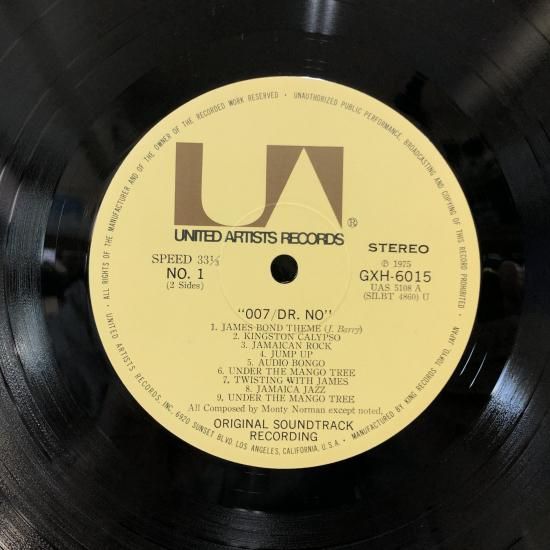 ALL RIGHTS OF THE MANUFACTURER AND OF THE OWNER OF THE RECORDED WORK RESERVED · UNAUTHORIZED PUBLIC PERFORMANCE, BROADCASTING AND COPYING OF THIS RECORD PROHIBITED ·
UA ®
UNITED ARTISTS RECORDS
STEREO
SPEED 33⅓
NO. 1
(2 Sides)
℗ 1975
GXH-6015
UAS 5108 A
(SILBT 4860) U
"007/DR. NO"
1. JAMES BOND THEME (J. Barry)
2. KINGSTON CALYPSO
3. JAMAICAN ROCK
4. JUMP UP
5. AUDIO BONGO
6. UNDER THE MANGO TREE
7. TWISTING WITH JAMES
8. JAMAICA JAZZ
9. UNDER THE MANGO TREE
All Composed by Monty Norman except noted.
ORIGINAL SOUNDTRACK
RECORDING
UNITED ARTISTS RECORDS, INC., 6920 SUNSET BLVD. LOS ANGELES, CALIFORNIA, U.S.A. · MANUFACTURED BY KING RECORDS TOKYO, JAPAN